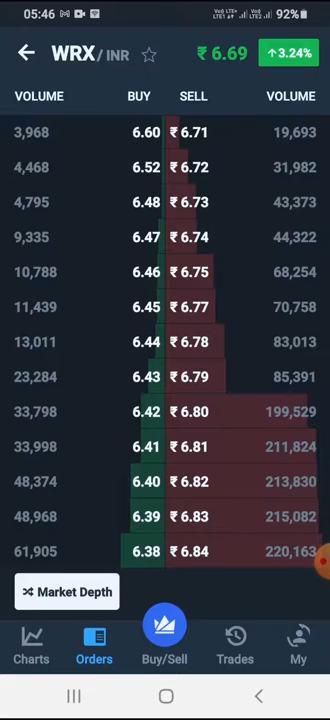 05:46 92%
WRX/INR ₹ 6.69 ↑3.24%
VOLUME BUY SELL VOLUME
3,968 6.60 ₹ 6.71 19,693
4,468 6.52 ₹ 6.72 31,982
4,795 6.48 ₹ 6.73 43,373
9,335 6.47 ₹ 6.74 44,322
10,788 6.46 ₹ 6.75 68,254
11,439 6.45 ₹ 6.77 70,758
13,011 6.44 ₹ 6.78 83,013
23,284 6.43 ₹ 6.79 85,391
33,798 6.42 ₹ 6.80 199,529
33,998 6.41 ₹ 6.81 211,824
48,374 6.40 ₹ 6.82 213,830
48,968 6.39 ₹ 6.83 215,082
61,905 6.38 ₹ 6.84 220,163
Market Depth
Charts Orders Buy/Sell Trades My